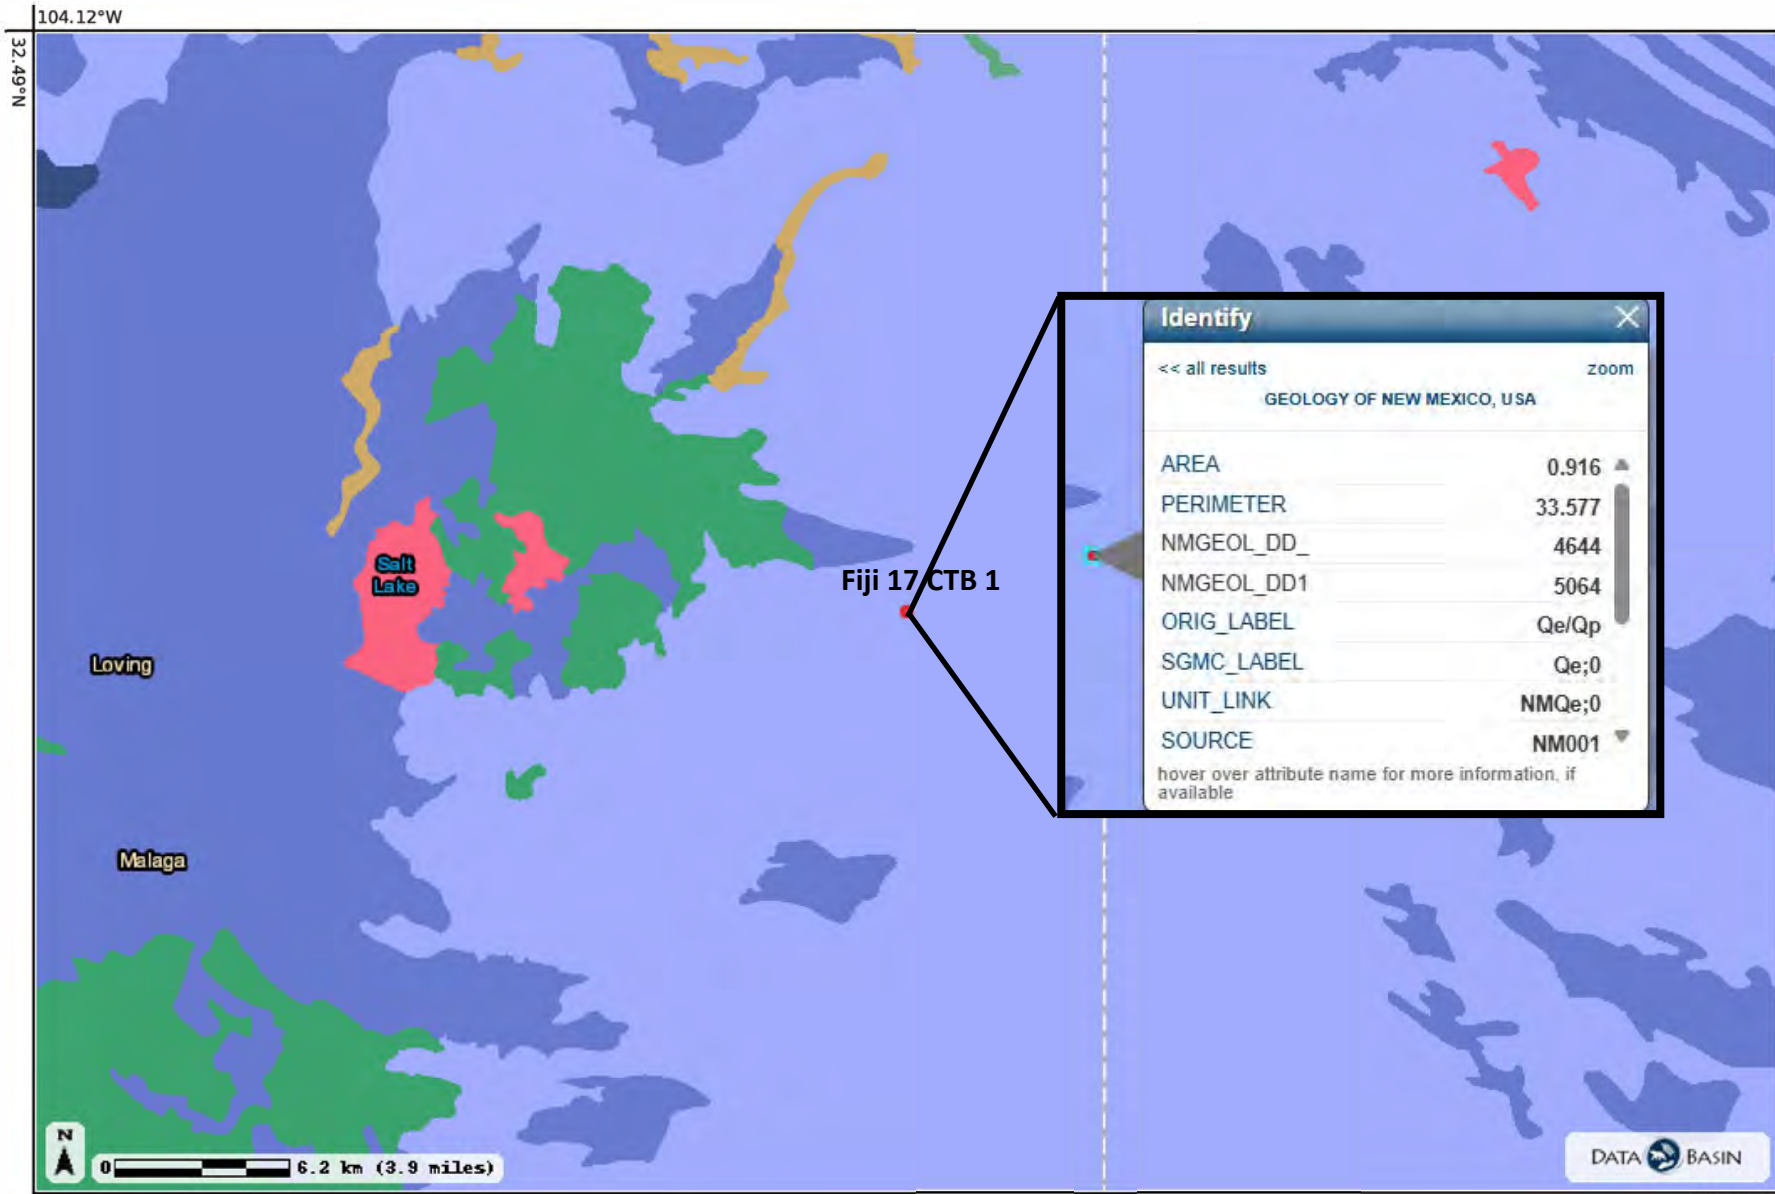 104.12°W
32.49°N
Identify
<< all results zoom
GEOLOGY OF NEW MEXICO, USA
AREA 0.916
PERIMETER 33.577
NMGEOL_DD_ 4644
NMGEOL_DD1 5064
ORIG_LABEL Qe/Qp
SGMC_LABEL Qe;0
UNIT_LINK NMQe;0
SOURCE NM001
hover over attribute name for more information, if
available
Salt
Lake
Fiji 17 CTB 1
Loving
Malaga
N
0 6.2 km (3.9 miles)
DATA BASIN